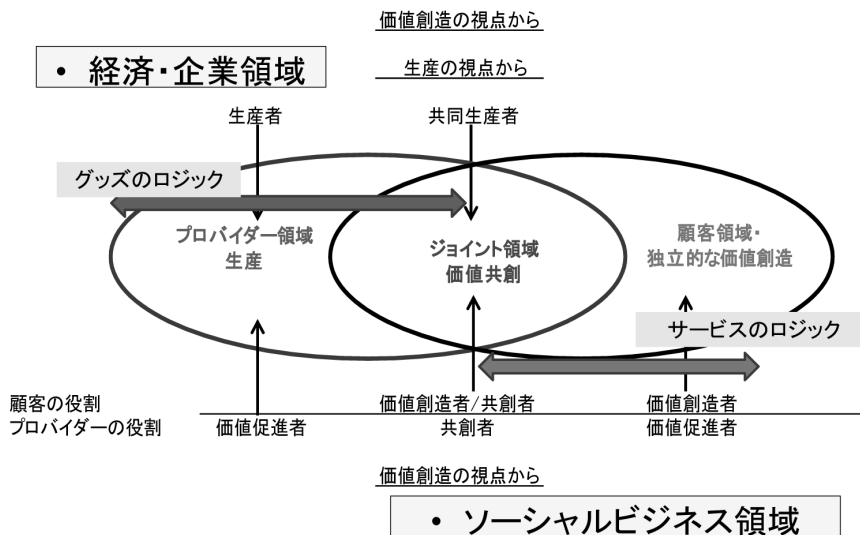 価値創造の視点から
• 経済・企業領域
生産の視点から
生産者
共同生産者
グッズのロジック
プロバイダー領域
生産
ジョイント領域
価値共創
顧客領域・
独立的な価値創造
サービスのロジック
顧客の役割
価値創造者/共創者
価値創造者
プロバイダーの役割
価値促進者
共創者
価値促進者
価値創造の視点から
• ソーシャルビジネス領域